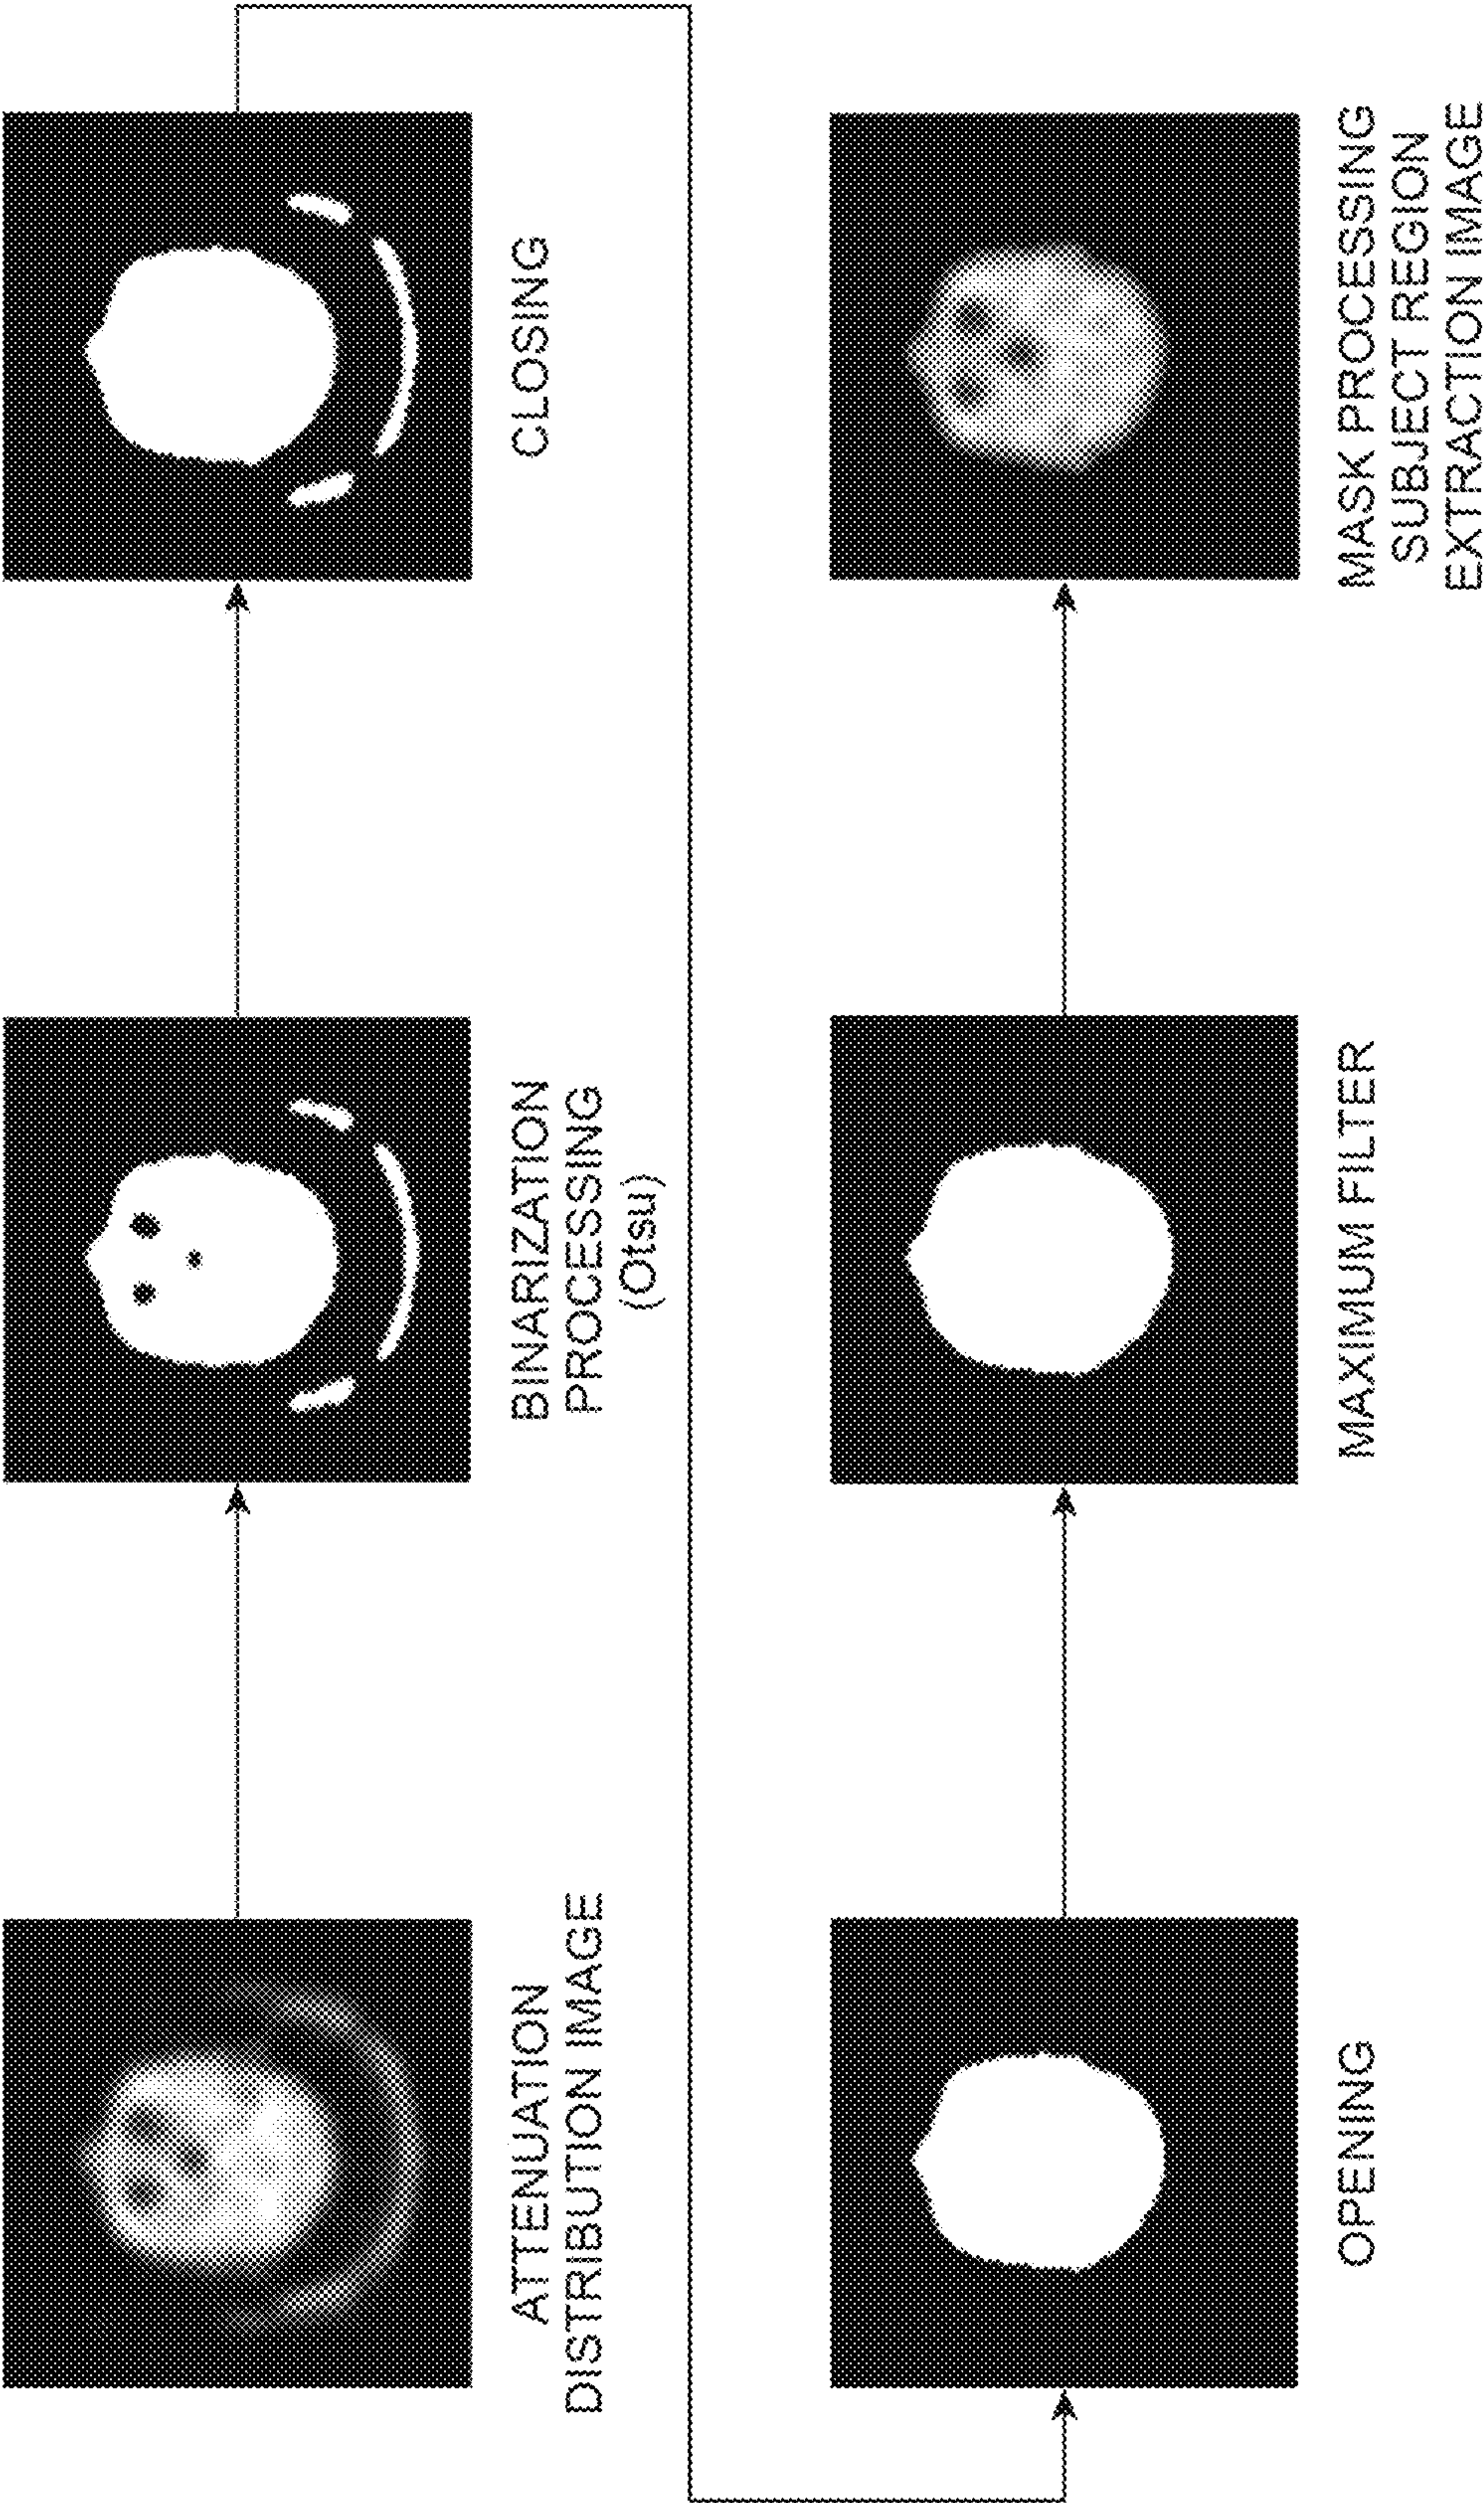 ATTENUATION
DISTRIBUTION IMAGE
BINARIZATION
PROCESSING
(Otsu)
CLOSING
OPENING
MAXIMUM FILTER
MASK PROCESSING
SUBJECT REGION
EXTRACTION IMAGE